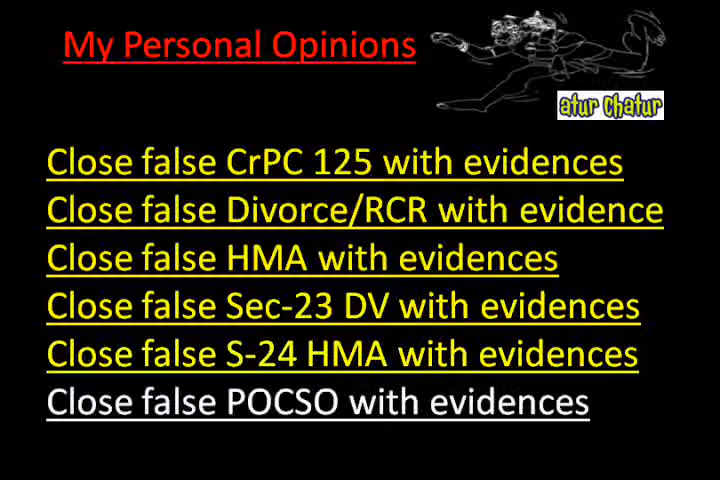 My Personal Opinions
atur Chatur
Close false CrPC 125 with evidences
Close false Divorce/RCR with evidence
Close false HMA with evidences
Close false Sec-23 DV with evidences
Close false S-24 HMA with evidences
Close false POCSO with evidences